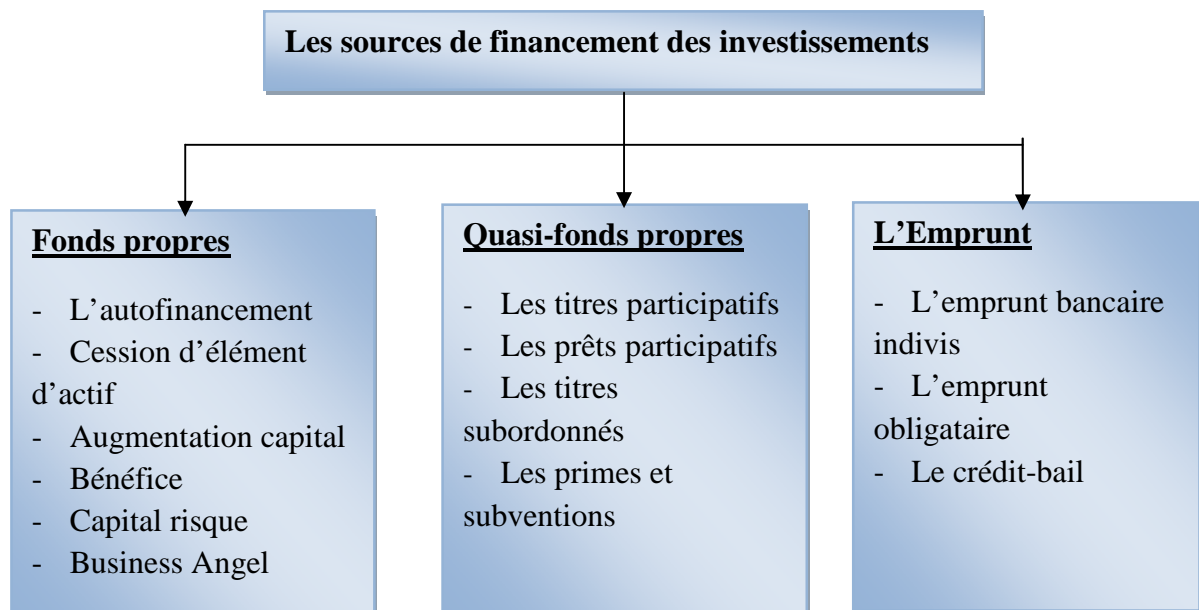 Les sources de financement des investissements
Fonds propres
- L’autofinancement
- Cession d’élément
d’actif
- Augmentation capital
- Bénéfice
- Capital risque
- Business Angel
Quasi-fonds propres
- Les titres participatifs
- Les prêts participatifs
- Les titres
subordonnés
- Les primes et
subventions
L’Emprunt
- L’emprunt bancaire
indivis
- L’emprunt
obligataire
- Le crédit-bail